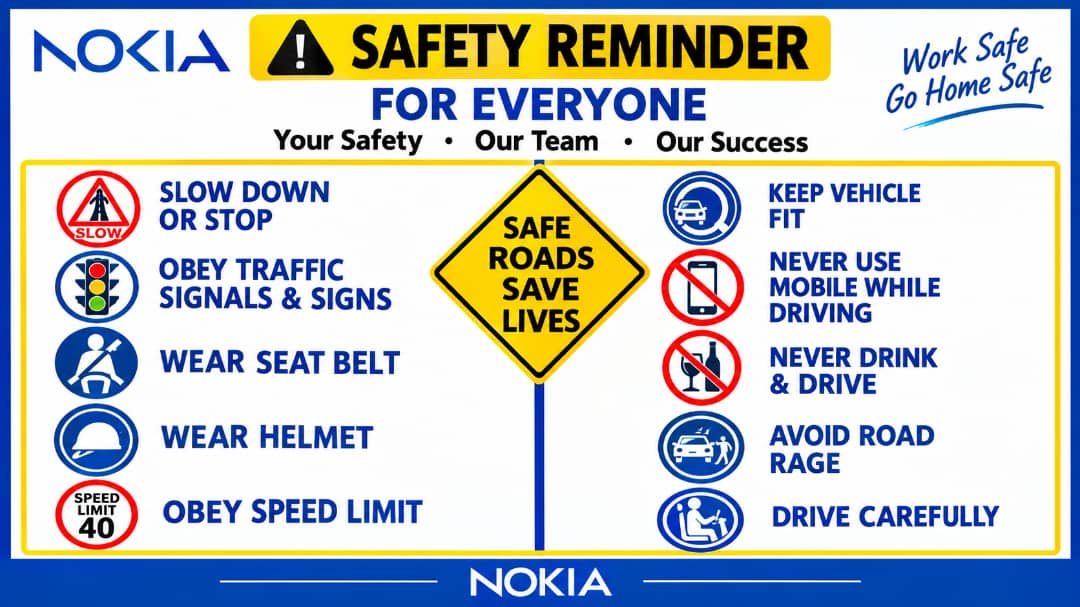 NOKIA
SAFETY REMINDER
Work Safe
Go Home Safe
FOR EVERYONE
Your Safety • Our Team • Our Success
SLOW
SLOW DOWN
OR STOP
OBEY TRAFFIC
SIGNALS & SIGNS
WEAR SEAT BELT
WEAR HELMET
SPEED
LIMIT
40
OBEY SPEED LIMIT
SAFE
ROADS
SAVE
LIVES
KEEP VEHICLE
FIT
NEVER USE
MOBILE WHILE
DRIVING
NEVER DRINK
& DRIVE
AVOID ROAD
RAGE
DRIVE CAREFULLY
NOKIA